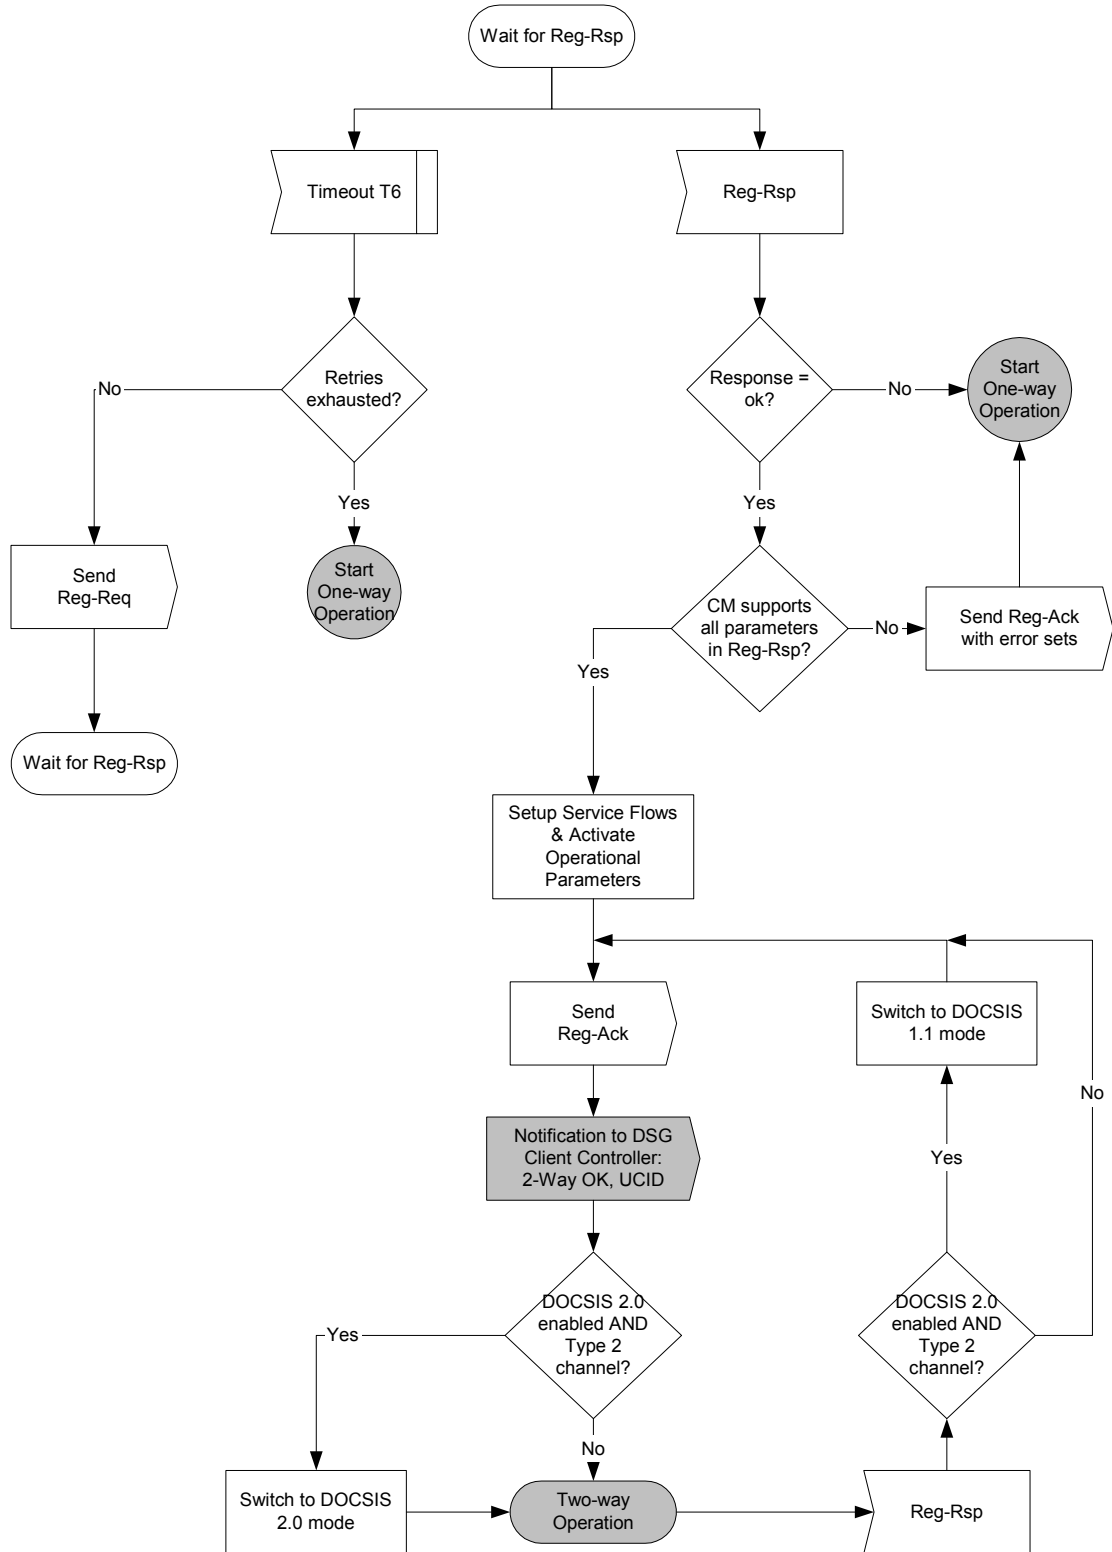 Wait for Reg-Rsp
Timeout T6
Reg-Rsp
Retries
exhausted?
No
Yes
Response =
ok?
No
Start
One-way
Operation
Yes
Send
Reg-Req
Start
One-way
Operation
CM supports
all parameters
in Reg-Rsp?
No
Send Reg-Ack
with error sets
Yes
Wait for Reg-Rsp
Setup Service Flows
& Activate
Operational
Parameters
Send
Reg-Ack
Switch to DOCSIS
1.1 mode
No
Notification to DSG
Client Controller:
2-Way OK, UCID
Yes
DOCSIS 2.0
enabled AND
Type 2
channel?
Yes
DOCSIS 2.0
enabled AND
Type 2
channel?
No
Switch to DOCSIS
2.0 mode
Two-way
Operation
Reg-Rsp